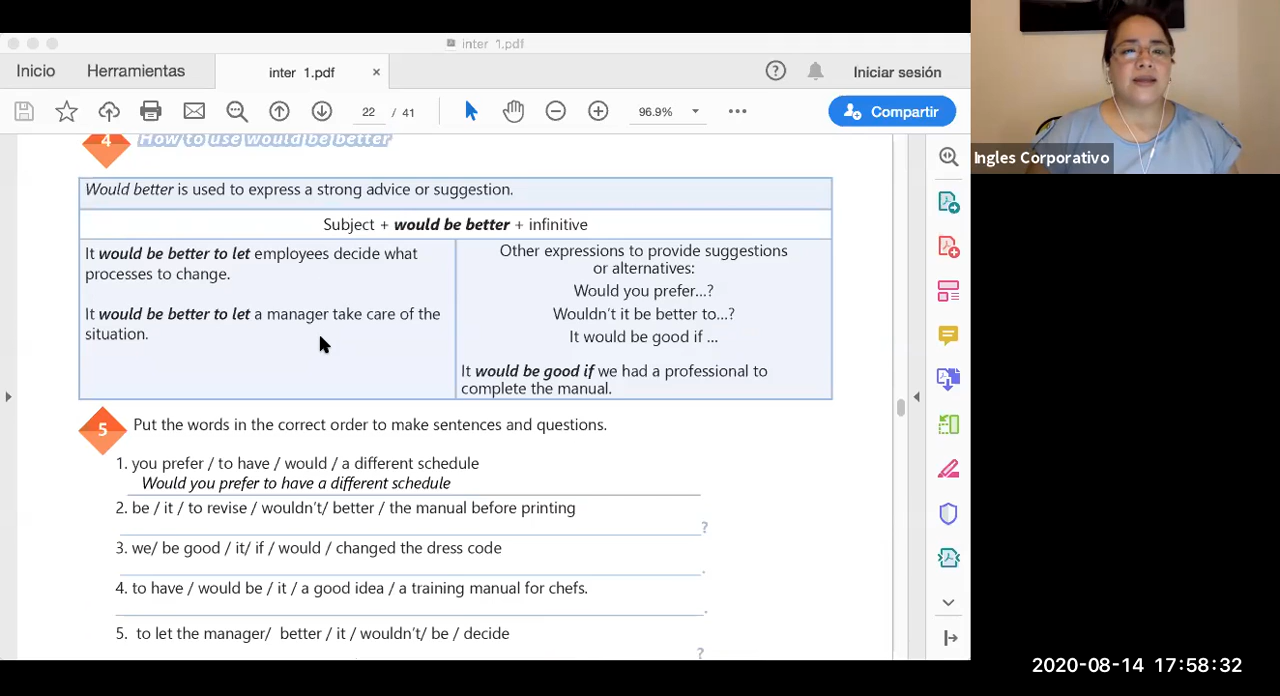 inter 1.pdf
Inicio
Herramientas
inter 1.pdf
×
Iniciar sesión
22 / 41
96.9%
Compartir
Ingles Corporativo
4
How to use would be better
Would better is used to express a strong advice or suggestion.
Subject + would be better + infinitive
It would be better to let employees decide what
processes to change.
It would be better to let a manager take care of the
situation.
Other expressions to provide suggestions
or alternatives:
Would you prefer...?
Wouldn't it be better to...?
It would be good if ...
It would be good if we had a professional to
complete the manual.
5
Put the words in the correct order to make sentences and questions.
1. you prefer / to have / would / a different schedule
Would you prefer to have a different schedule
2. be / it / to revise / wouldn't/ better / the manual before printing
?
3. we/ be good / it/ if / would / changed the dress code
.
4. to have / would be / it / a good idea / a training manual for chefs.
.
5. to let the manager/ better / it / wouldn't/ be / decide
?
2020-08-14 17:58:32